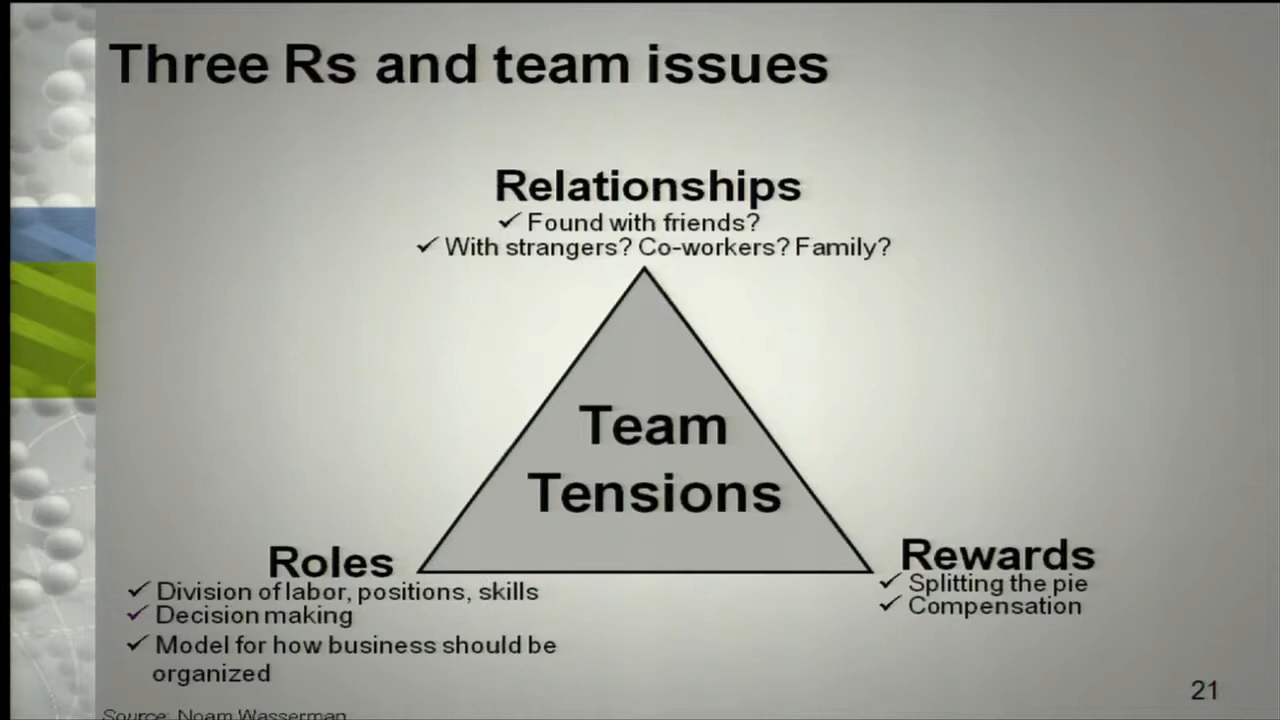 Three Rs and team issues
Relationships
✓ Found with friends?
✓ With strangers? Co-workers? Family?
Team
Tensions
Roles
✓ Division of labor, positions, skills
✓ Decision making
✓ Model for how business should be
organized
Rewards
✓ Splitting the pie
✓ Compensation
21
Source: Noam Wasserman